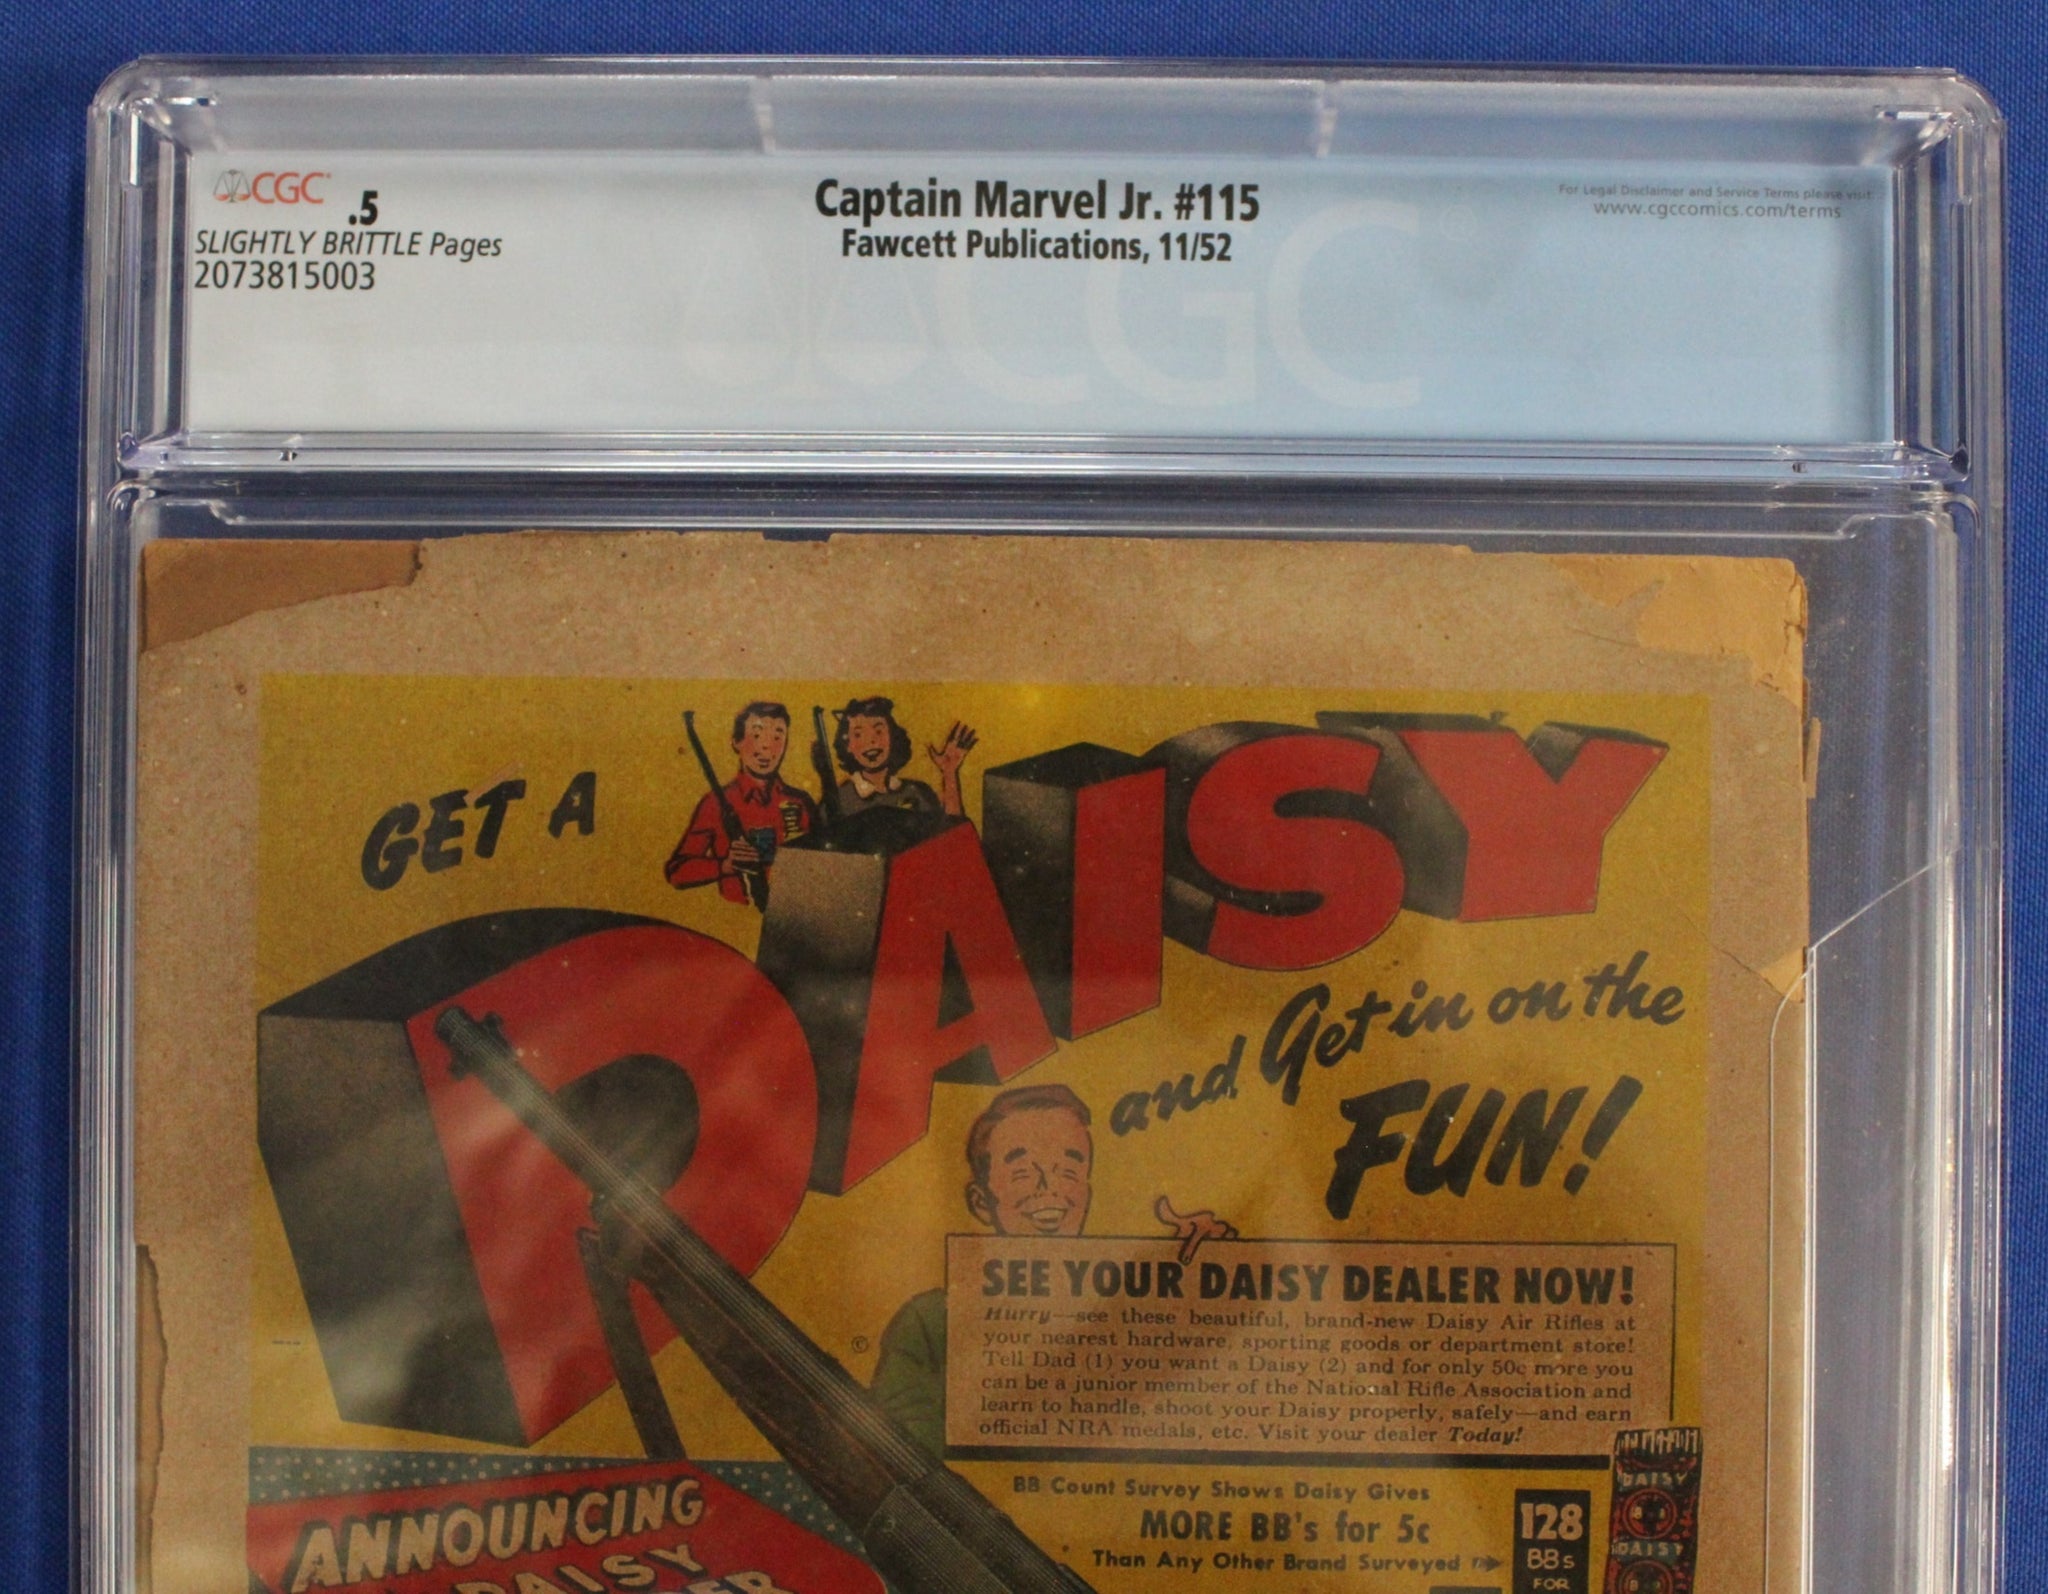 CGC .5
SLIGHTLY BRITTLE Pages
2073815003
Captain Marvel Jr. #115
Fawcett Publications, 11/52
For Legal Disclaimer and Service Terms please visit:
www.cgccomics.com/terms
CGC
GET A
DAISY
and Get in on the
FUN!
SEE YOUR DAISY DEALER NOW!
Hurry—see these beautiful, brand-new Daisy Air Rifles at
your nearest hardware, sporting goods or department store!
Tell Dad (1) you want a Daisy (2) and for only 50c more you
can be a junior member of the National Rifle Association and
learn to handle, shoot your Daisy properly, safely—and earn
official NRA medals, etc. Visit your dealer Today!
©
BB Count Survey Shows Daisy Gives
MORE BB's for 5c
Than Any Other Brand Surveyed
128
BBs
FOR
DAISY
DAISY
ANNOUNCING
DAISY